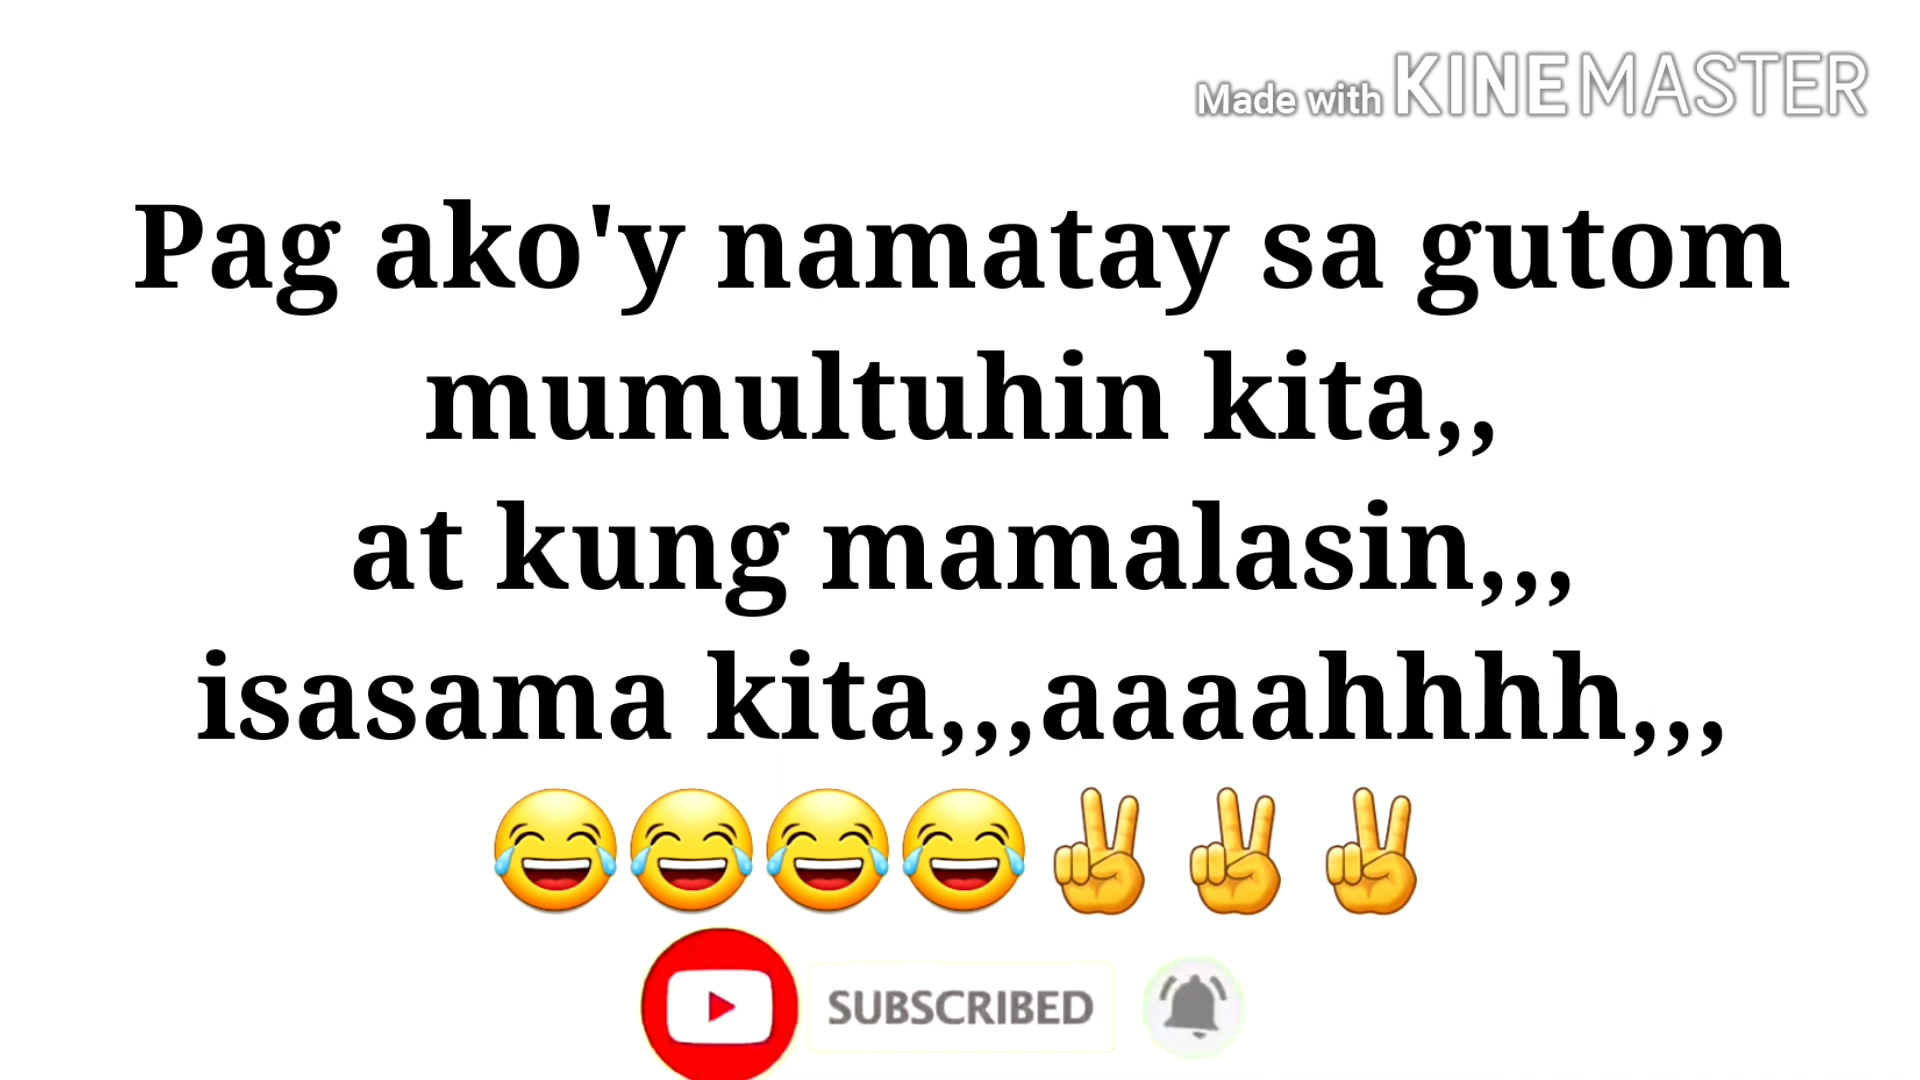 Made with KINEMASTER
Pag ako'y namatay sa gutom
mumultuhin kita,,
at kung mamalasin,,,
isasama kita,,,aaaahhhh,,,
😂😂😂😂✌✌✌
SUBSCRIBED